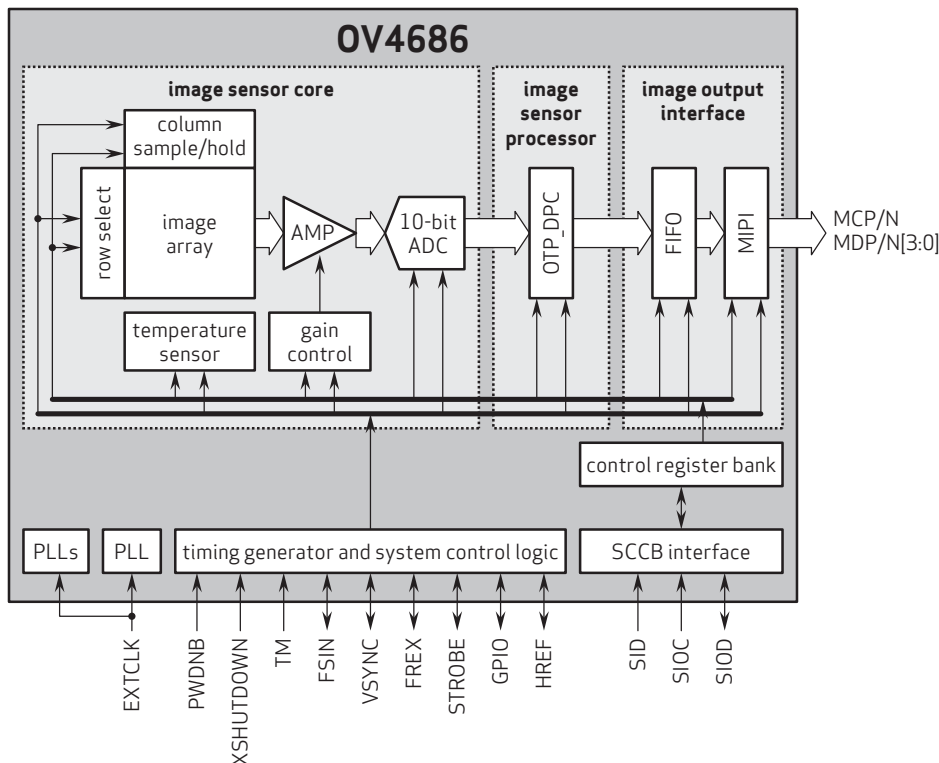 OV4686
image sensor core
image
sensor
processor
image output
interface
column
sample/hold
row select
image
array
AMP
10-bit
ADC
OTP_DPC
FIFO
MIPI
MCP/N
MDP/N[3:0]
temperature
sensor
gain
control
control register bank
PLLs
PLL
timing generator and system control logic
SCCB interface
EXTCLK
PWDNB
XSHUTDOWN
TM
FSIN
VSYNC
FREX
STROBE
GPIO
HREF
SID
SIOC
SIOD